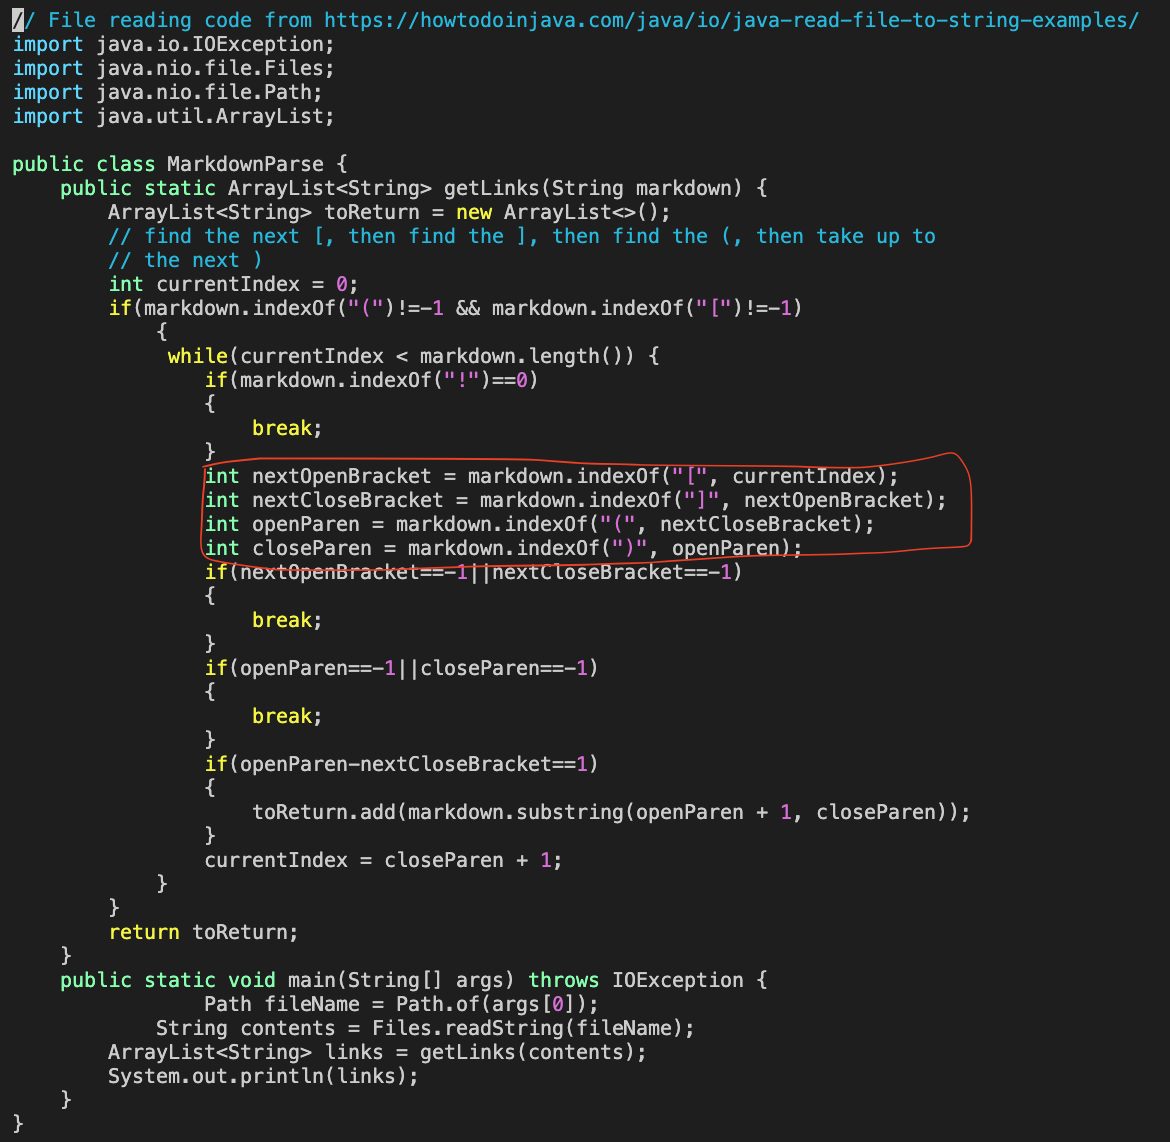 // File reading code from https://howtodoinjava.com/java/io/java-read-file-to-string-examples/
import java.io.IOException;
import java.nio.file.Files;
import java.nio.file.Path;
import java.util.ArrayList;

public class MarkdownParse {
    public static ArrayList<String> getLinks(String markdown) {
        ArrayList<String> toReturn = new ArrayList<>();
        // find the next [, then find the ], then find the (, then take up to
        // the next )
        int currentIndex = 0;
        if(markdown.indexOf("(")!=-1 && markdown.indexOf("[")!=-1)
            {
             while(currentIndex < markdown.length()) {
                if(markdown.indexOf("!")==0)
                {
                    break;
                }
                int nextOpenBracket = markdown.indexOf("[", currentIndex);
                int nextCloseBracket = markdown.indexOf("]", nextOpenBracket);
                int openParen = markdown.indexOf("(", nextCloseBracket);
                int closeParen = markdown.indexOf(")", openParen);
                if(nextOpenBracket==-1||nextCloseBracket==-1)
                {
                    break;
                }
                if(openParen==-1||closeParen==-1)
                {
                    break;
                }
                if(openParen-nextCloseBracket==1)
                {
                    toReturn.add(markdown.substring(openParen + 1, closeParen));
                }
                currentIndex = closeParen + 1;
            }
        }
        return toReturn;
    }
    public static void main(String[] args) throws IOException {
                Path fileName = Path.of(args[0]);
            String contents = Files.readString(fileName);
        ArrayList<String> links = getLinks(contents);
        System.out.println(links);
    }
}